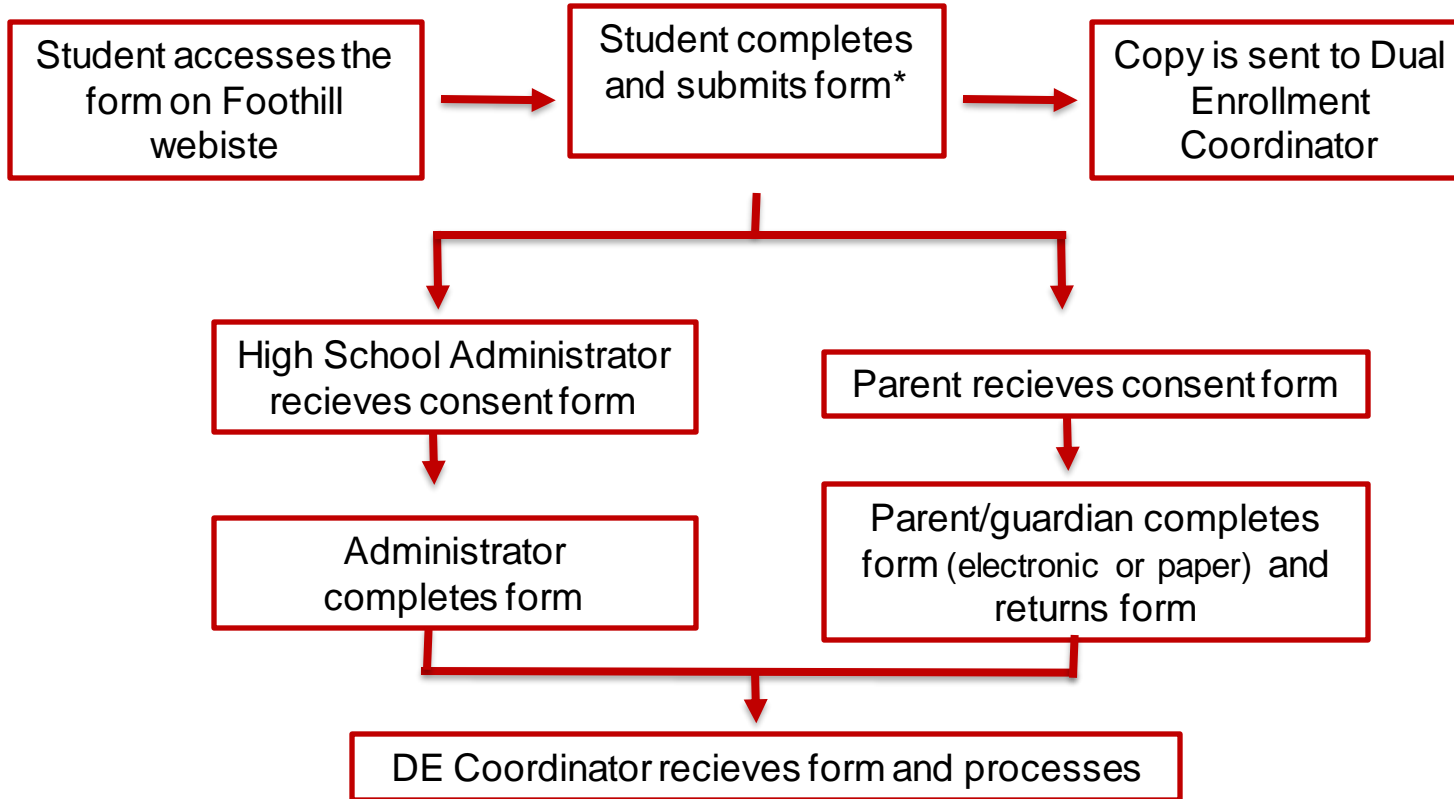 Student accesses the
form on Foothill
webiste
Student completes
and submits form*
Copy is sent to Dual
Enrollment
Coordinator
High School Administrator
recieves consent form
Parent recieves consent form
Administrator
completes form
Parent/guardian completes
form (electronic or paper) and
returns form
DE Coordinator recieves form and processes